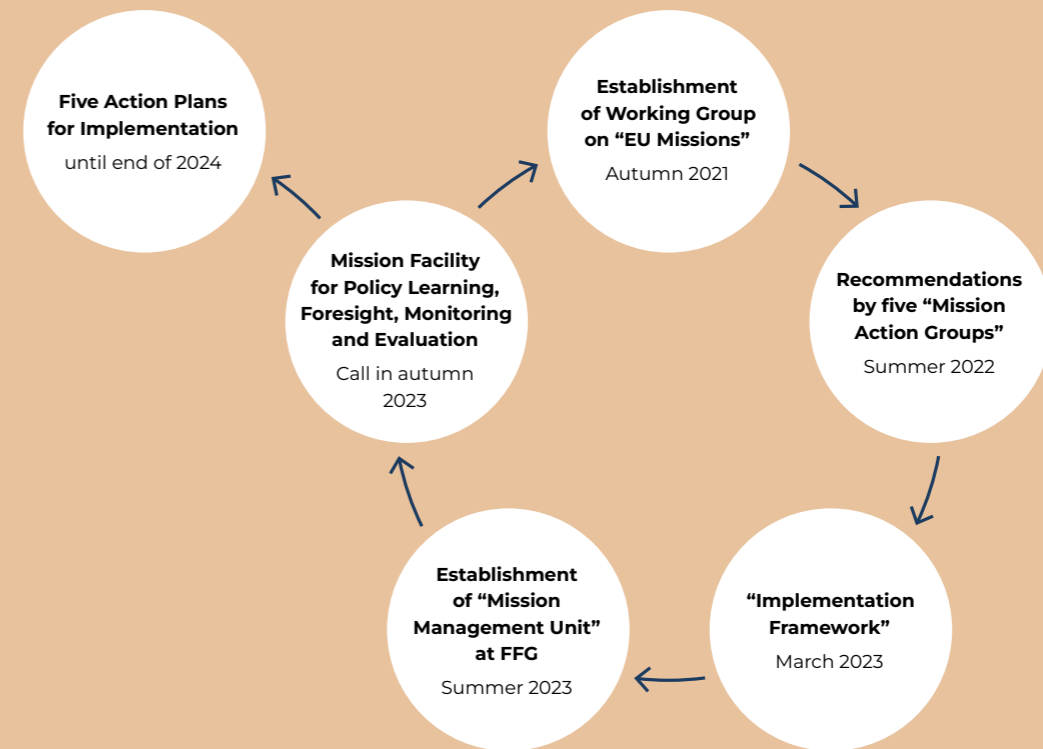 Five Action Plans
for Implementation
until end of 2024
Establishment
of Working Group
on “EU Missions”
Autumn 2021
Mission Facility
for Policy Learning,
Foresight, Monitoring
and Evaluation
Call in autumn
2023
Recommendations
by five “Mission
Action Groups”
Summer 2022
Establishment
of “Mission
Management Unit”
at FFG
Summer 2023
“Implementation
Framework”
March 2023